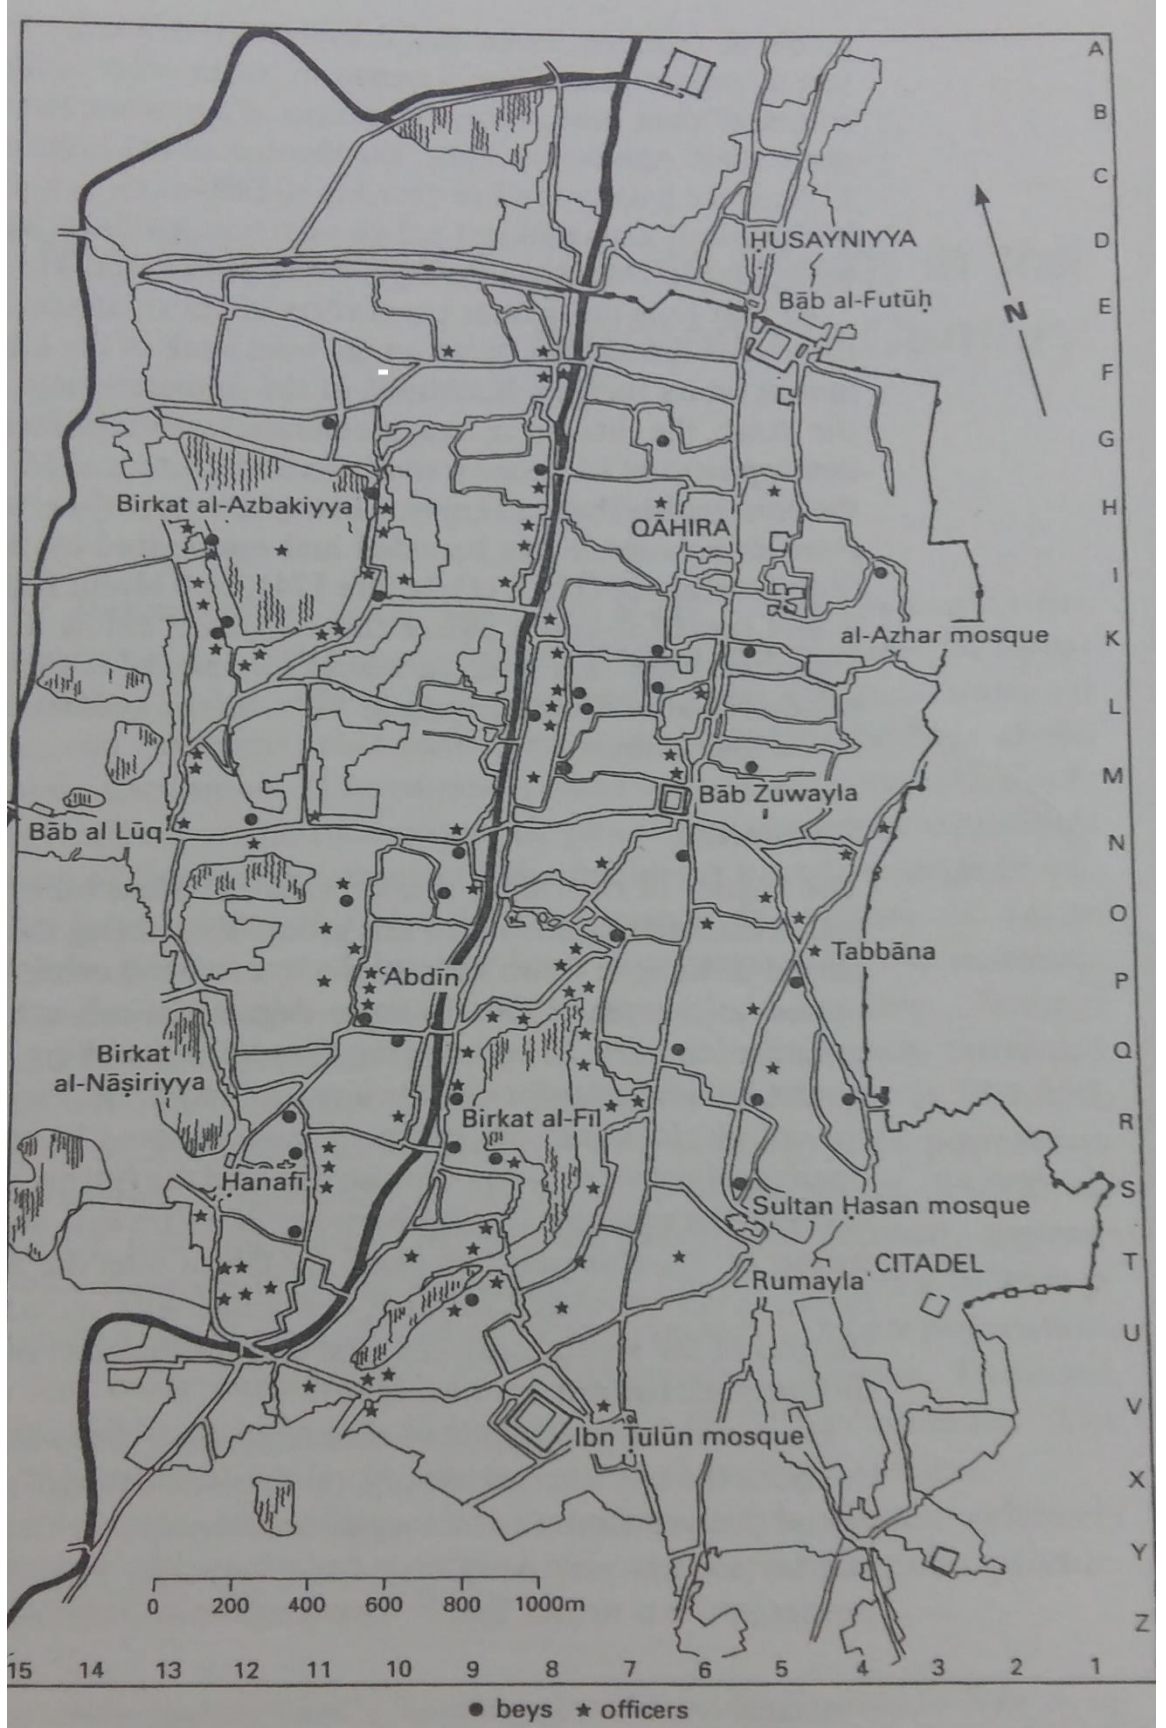 A
B
C
D
ḤUSAYNIYYA
Bāb al-Futūḥ
E
N
F
G
Birkat al-Azbakiyya
H
QĀHIRA
I
al-Azhar mosque
K
L
M
Bāb Zuwayla
Bāb al Lūq
N
O
Tabbāna
ʿAbdīn
P
Birkat
al-Nāṣiriyya
Q
Birkat al-Fīl
R
Ḥanafī
S
Sultan Ḥasan mosque
T
CITADEL
Rumayla
U
V
Ibn Ṭūlūn mosque
X
Y
0 200 400 600 800 1000m
Z
15 14 13 12 11 10 9 8 7 6 5 4 3 2 1
● beys ★ officers